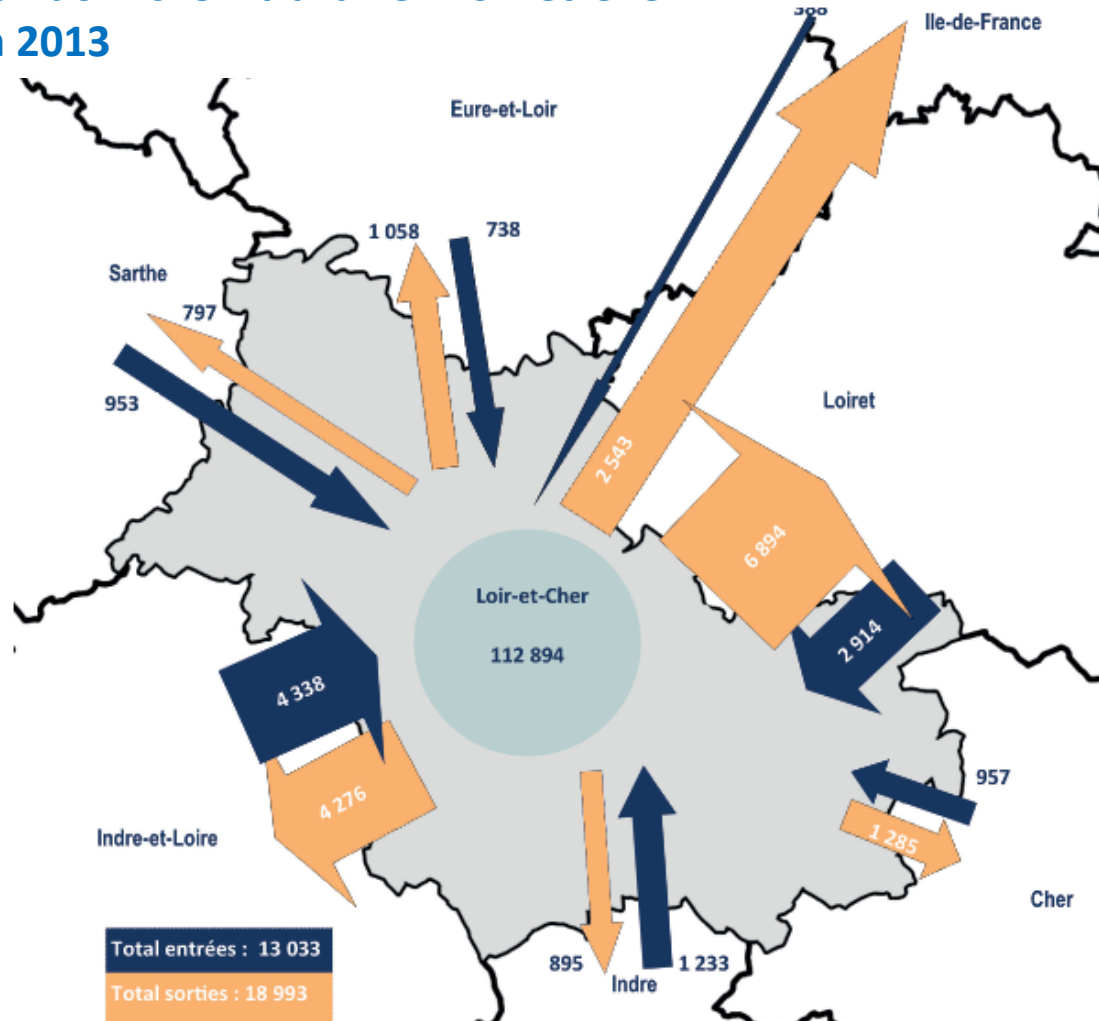 n 2013
Ile-de-France
Eure-et-Loir
1 058
738
Sarthe
797
953
Loiret
2 543
6 894
Loir-et-Cher
112 894
2 914
4 338
4 276
957
1 285
Indre-et-Loire
Cher
895
1 233
Indre
Total entrées : 13 033
Total sorties : 18 993